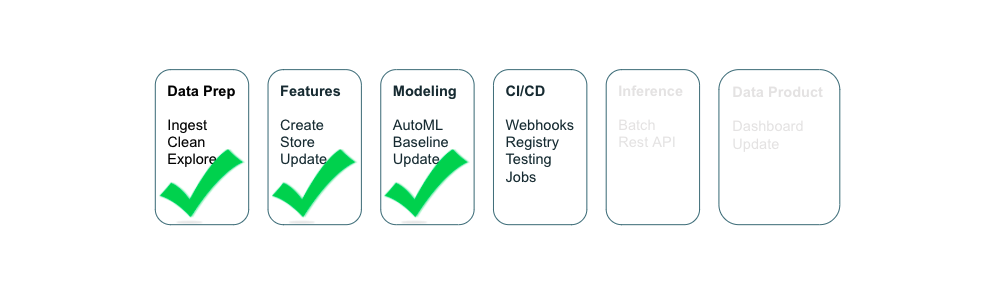 Data Prep
Ingest
Clean
Explore
Features
Create
Store
Update
Modeling
AutoML
Baseline
Update
CI/CD
Webhooks
Registry
Testing
Jobs
Inference
Batch
Rest API
Data Product
Dashboard
Update